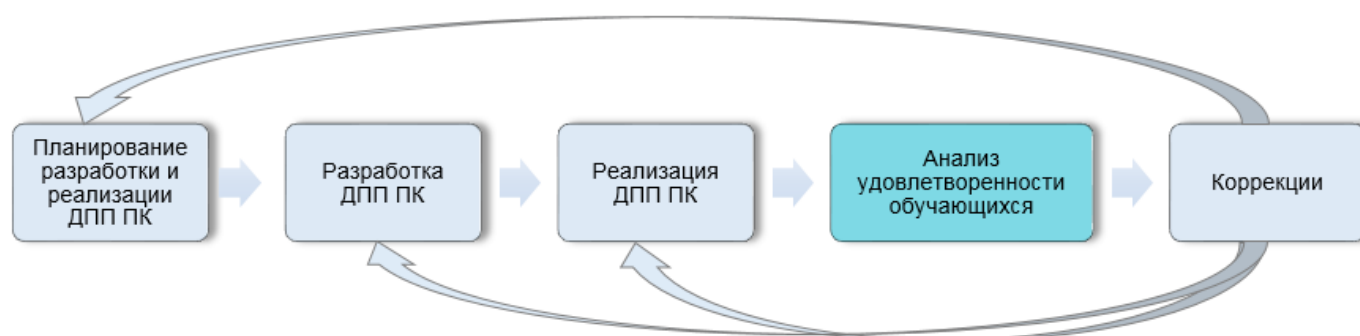 Планирование
разработки и
реализации
ДПП ПК
Разработка
ДПП ПК
Реализация
ДПП ПК
Анализ
удовлетворенности
обучающихся
Коррекции